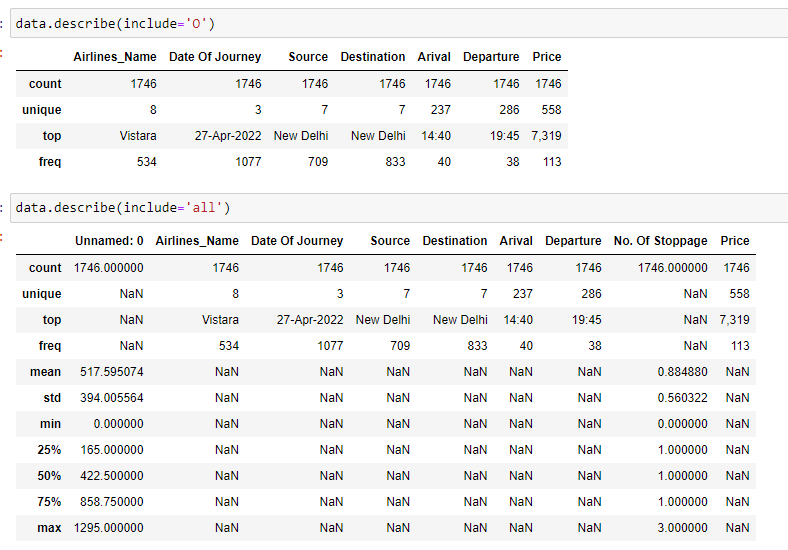 : data.describe(include='O')
:
Airlines_Name Date Of Journey Source Destination Arival Departure Price
count 1746 1746 1746 1746 1746 1746 1746
unique 8 3 7 7 237 286 558
top Vistara 27-Apr-2022 New Delhi New Delhi 14:40 19:45 7,319
freq 534 1077 709 833 40 38 113
: data.describe(include='all')
:
Unnamed: 0 Airlines_Name Date Of Journey Source Destination Arival Departure No. Of Stoppage Price
count 1746.000000 1746 1746 1746 1746 1746 1746 1746.000000 1746
unique NaN 8 3 7 7 237 286 NaN 558
top NaN Vistara 27-Apr-2022 New Delhi New Delhi 14:40 19:45 NaN 7,319
freq NaN 534 1077 709 833 40 38 NaN 113
mean 517.595074 NaN NaN NaN NaN NaN NaN 0.884880 NaN
std 394.005564 NaN NaN NaN NaN NaN NaN 0.560322 NaN
min 0.000000 NaN NaN NaN NaN NaN NaN 0.000000 NaN
25% 165.000000 NaN NaN NaN NaN NaN NaN 1.000000 NaN
50% 422.500000 NaN NaN NaN NaN NaN NaN 1.000000 NaN
75% 858.750000 NaN NaN NaN NaN NaN NaN 1.000000 NaN
max 1295.000000 NaN NaN NaN NaN NaN NaN 3.000000 NaN